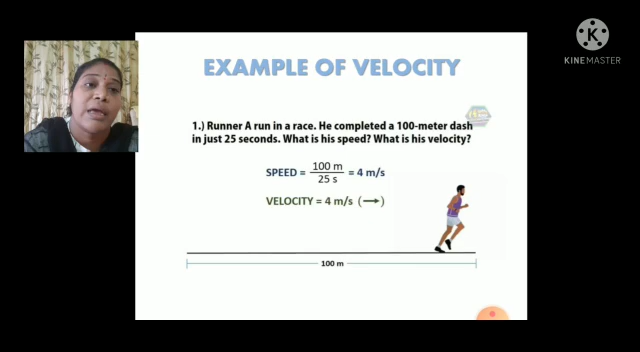 KINEMASTER
EXAMPLE OF VELOCITY
1.) Runner A run in a race. He completed a 100-meter dash
in just 25 seconds. What is his speed? What is his velocity?
SPEED = 100 m / 25 s = 4 m/s
VELOCITY = 4 m/s (→)
100 m